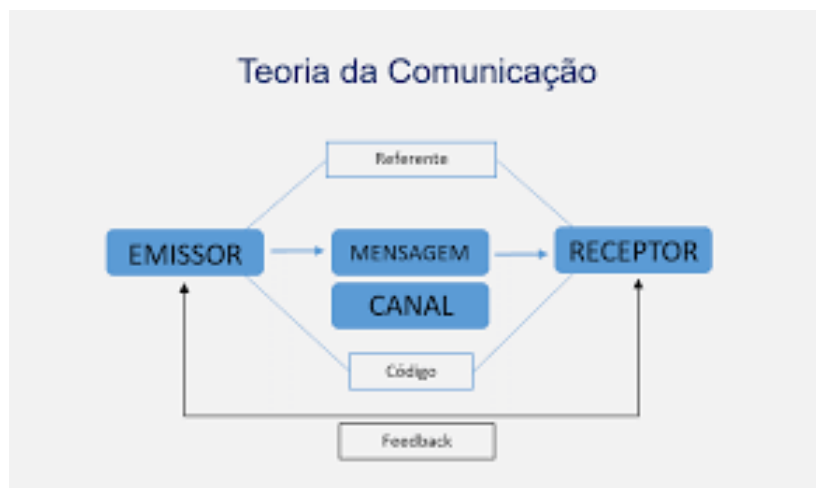 Teoria da Comunicação
Referente
EMISSOR
MENSAGEM
RECEPTOR
CANAL
Código
Feedback